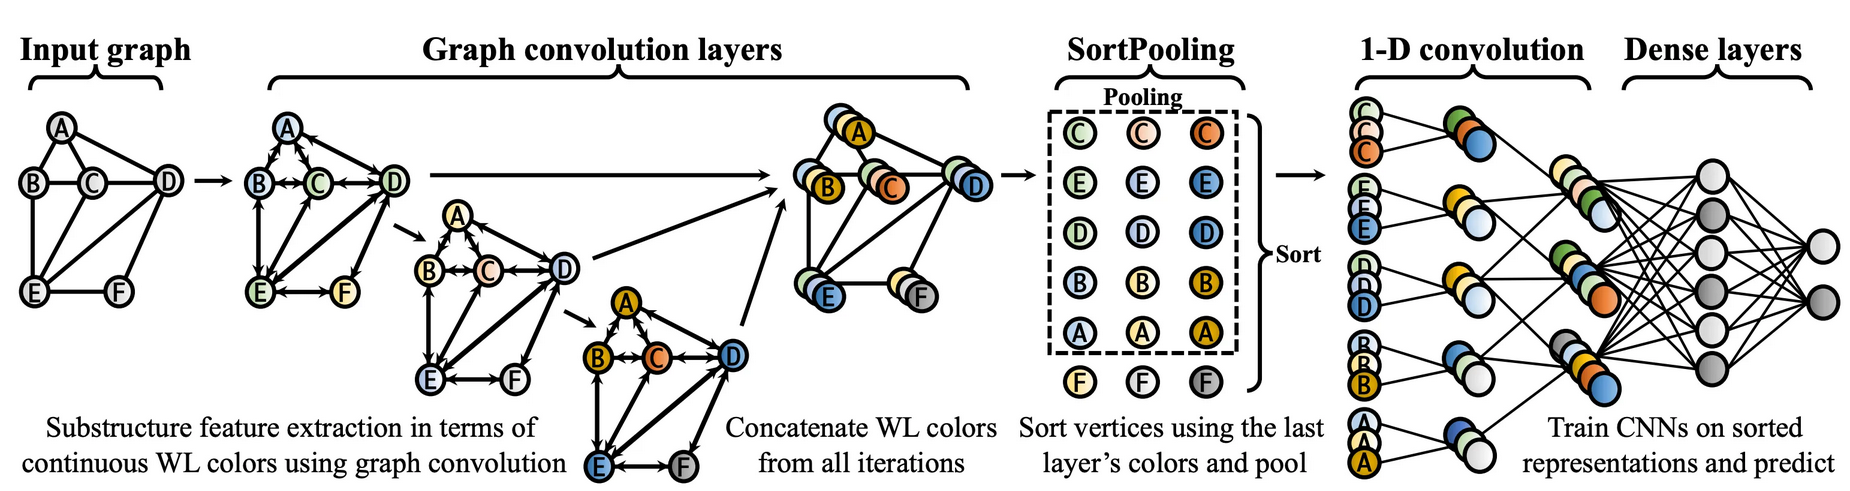 Input graph
Graph convolution layers
SortPooling
1-D convolution
Dense layers
Pooling
A
B C D
E F
A
B C D
E F
A
B C D
E F
A
B C D
E F
A
B C D
E F
C C C
E E E
D D D
B B B
A A A
F F F
Sort
C
C
C
E
E
E
D
D
D
B
B
B
A
A
A
Substructure feature extraction in terms of
continuous WL colors using graph convolution
Concatenate WL colors
from all iterations
Sort vertices using the last
layer’s colors and pool
Train CNNs on sorted
representations and predict